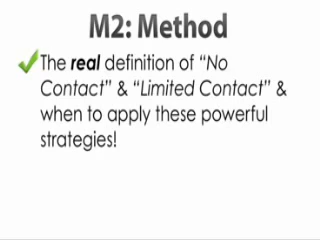 M2: Method
The real definition of “No
Contact” & “Limited Contact” &
when to apply these powerful
strategies!